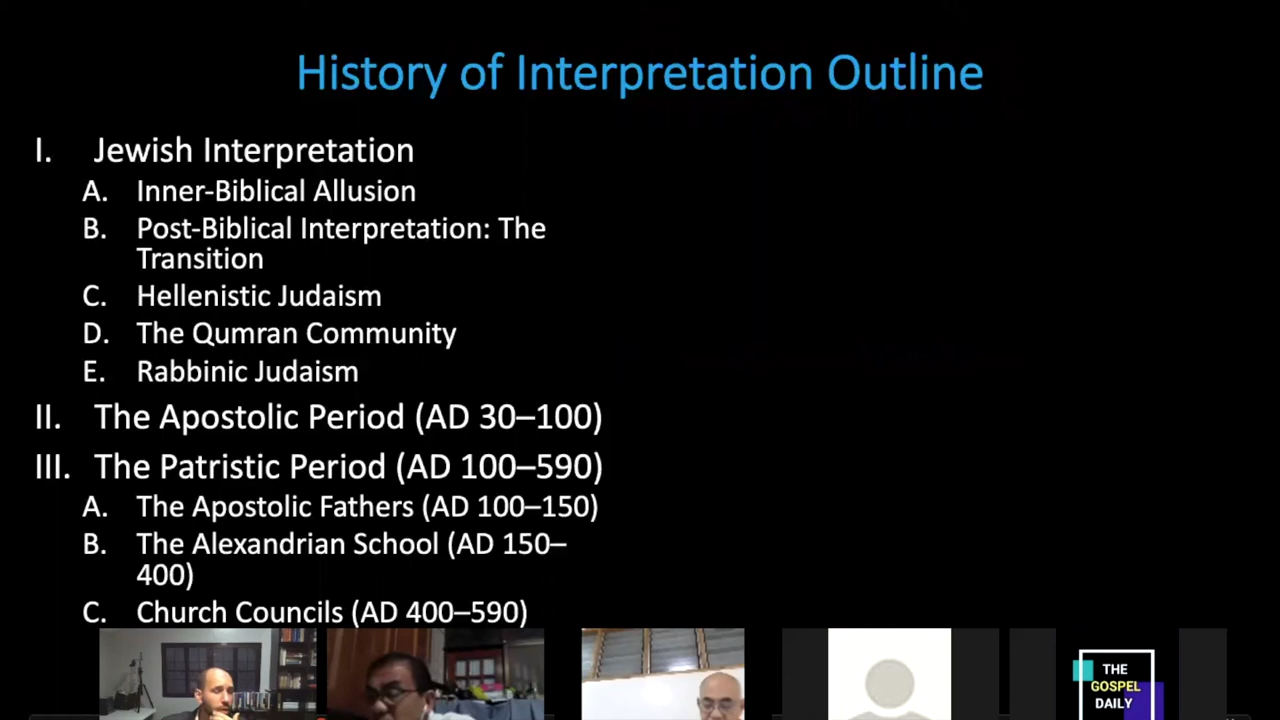 History of Interpretation Outline
I. Jewish Interpretation
A. Inner-Biblical Allusion
B. Post-Biblical Interpretation: The
Transition
C. Hellenistic Judaism
D. The Qumran Community
E. Rabbinic Judaism
II. The Apostolic Period (AD 30–100)
III. The Patristic Period (AD 100–590)
A. The Apostolic Fathers (AD 100–150)
B. The Alexandrian School (AD 150–
400)
C. Church Councils (AD 400–590)
THE
GOSPEL
DAILY